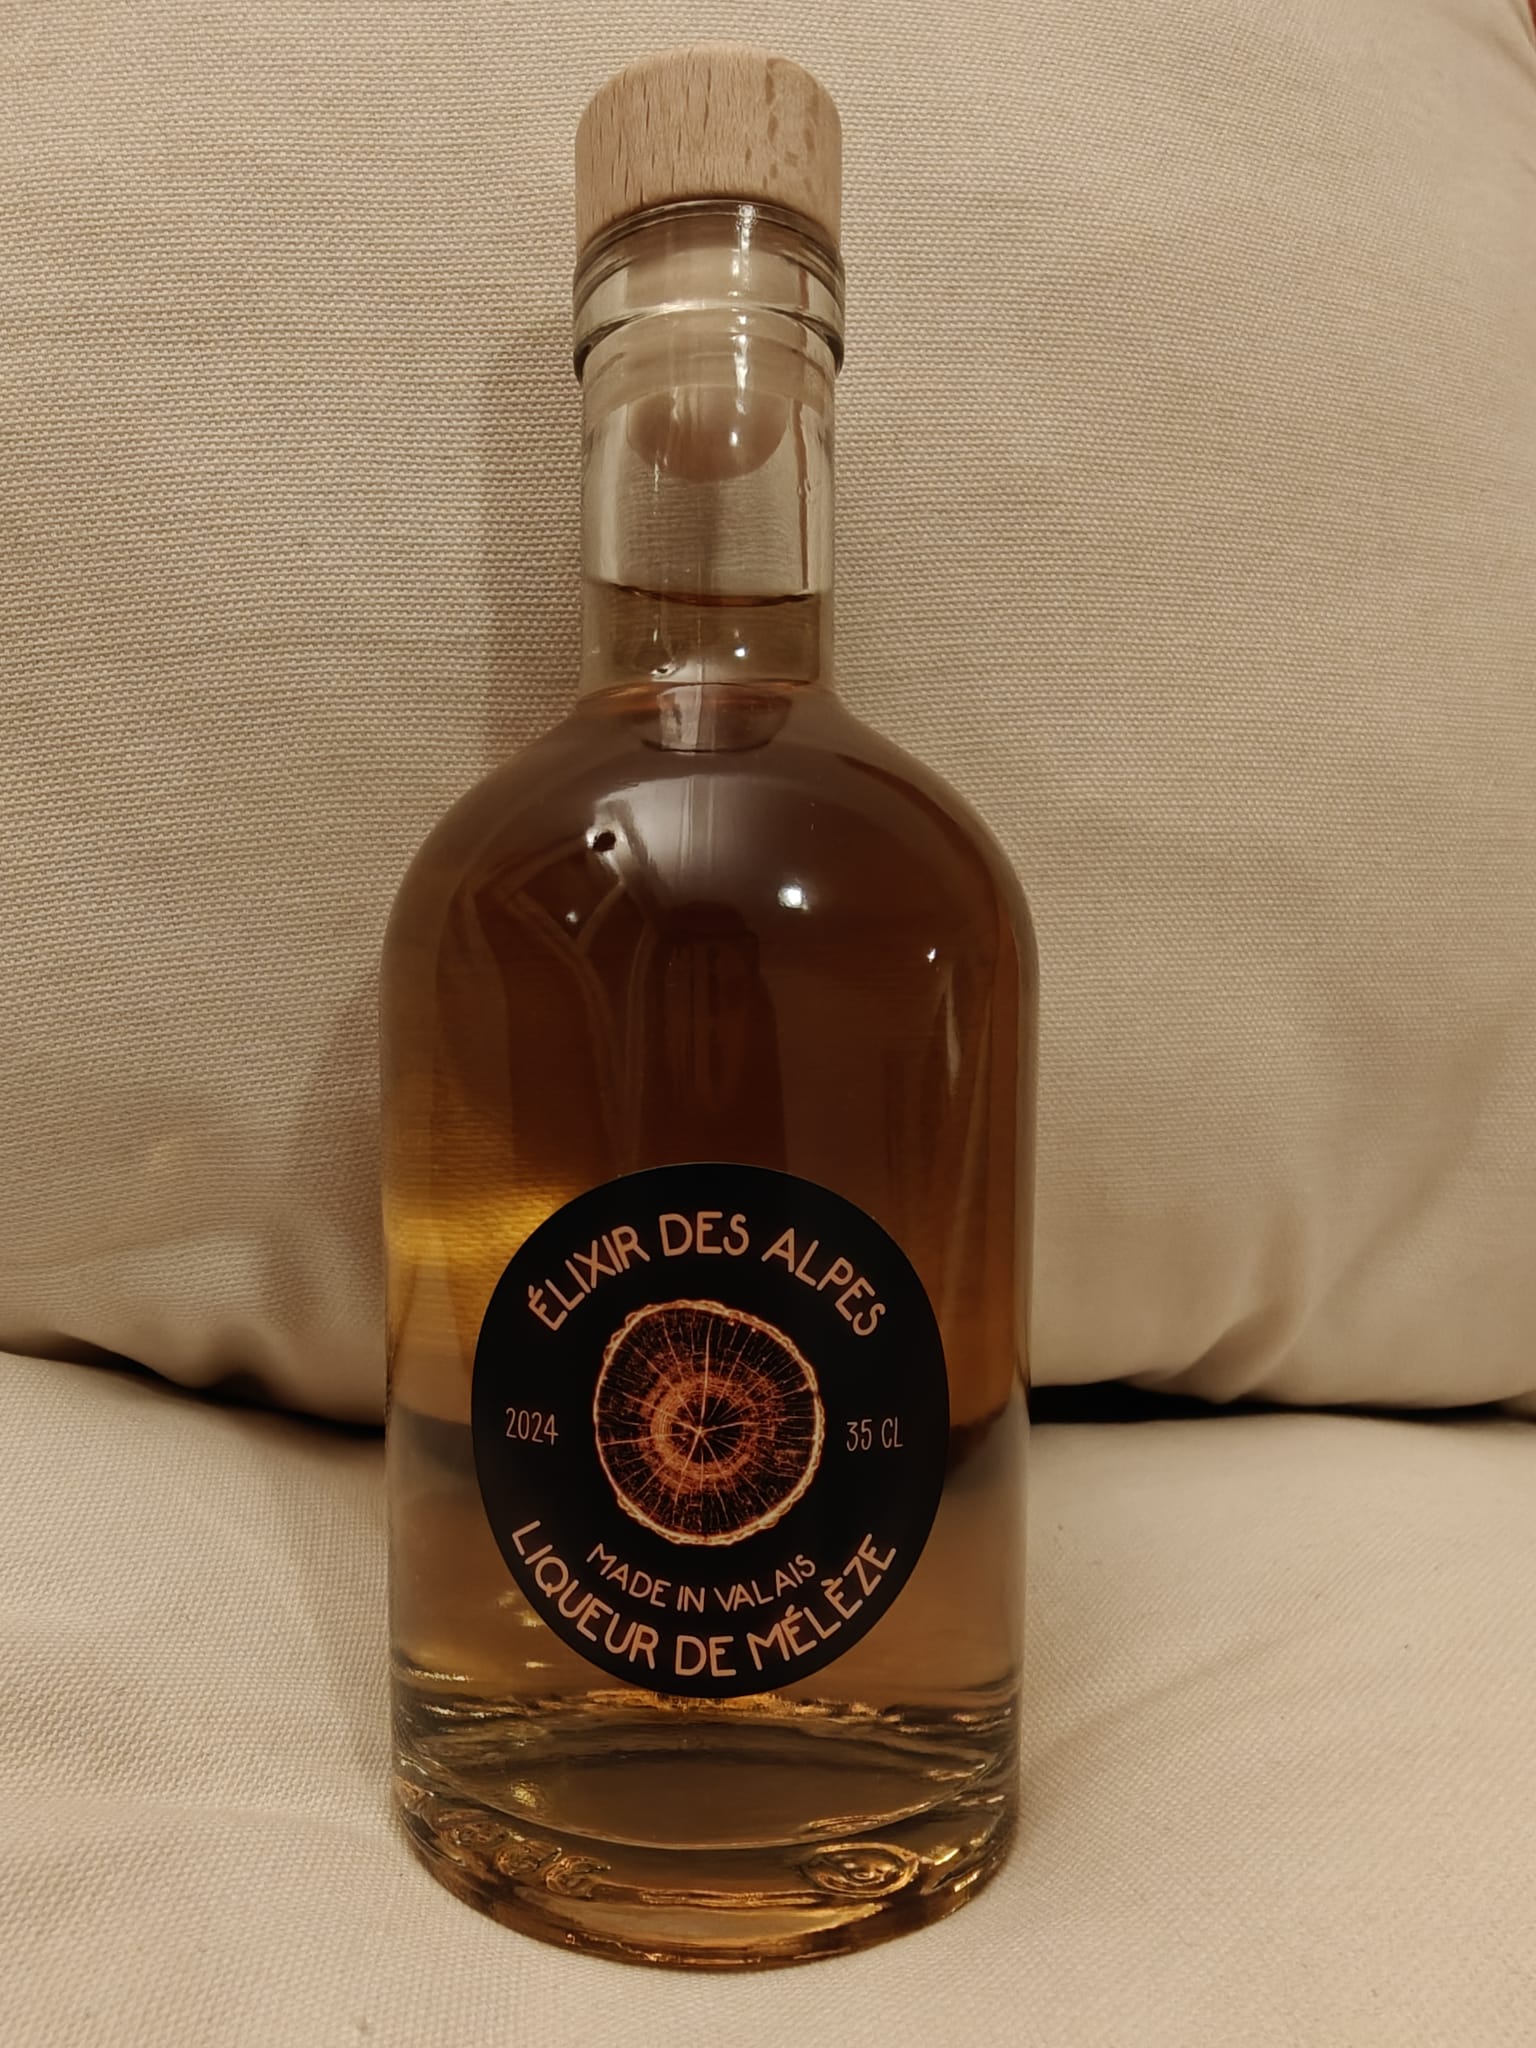 ÉLIXIR DES ALPES
2024
35 CL
MADE IN VALAIS
LIQUEUR DE MÉLÈZE